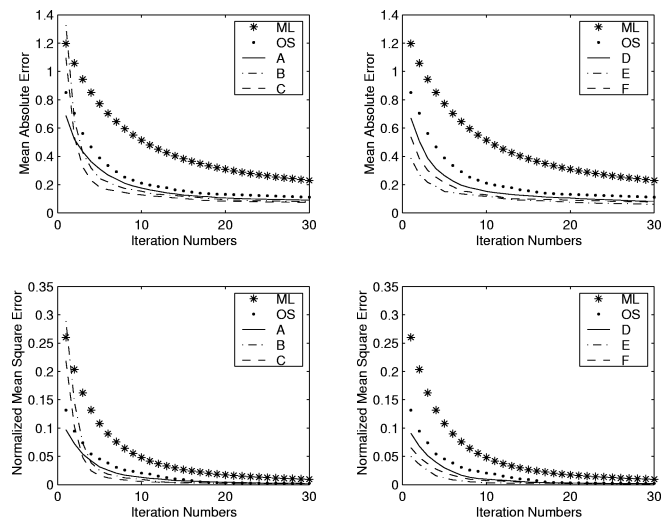 1.4
1.2
1
0.8
0.6
0.4
0.2
0
0
10
20
30
Mean Absolute Error
Iteration Numbers
ML
OS
A
B
C
1.4
1.2
1
0.8
0.6
0.4
0.2
0
0
10
20
30
Mean Absolute Error
Iteration Numbers
ML
OS
D
E
F
0.35
0.3
0.25
0.2
0.15
0.1
0.05
0
0
10
20
30
Normalized Mean Square Error
Iteration Numbers
ML
OS
A
B
C
0.35
0.3
0.25
0.2
0.15
0.1
0.05
0
0
10
20
30
Normalized Mean Square Error
Iteration Numbers
ML
OS
D
E
F